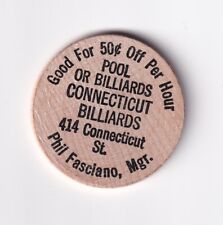 Good For 50¢ Off Per Hour
POOL
OR BILLIARDS
CONNECTICUT
BILLIARDS
414 Connecticut
St.
Phil Fasciano, Mgr.